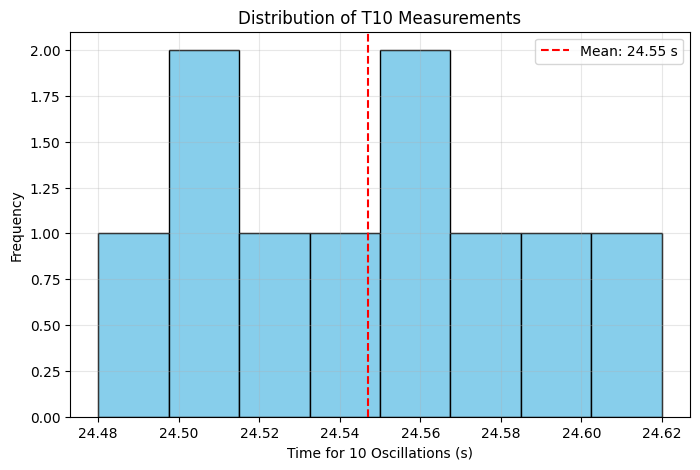 Distribution of T10 Measurements
Mean: 24.55 s
Frequency
2.00
1.75
1.50
1.25
1.00
0.75
0.50
0.25
0.00
24.48 24.50 24.52 24.54 24.56 24.58 24.60 24.62
Time for 10 Oscillations (s)